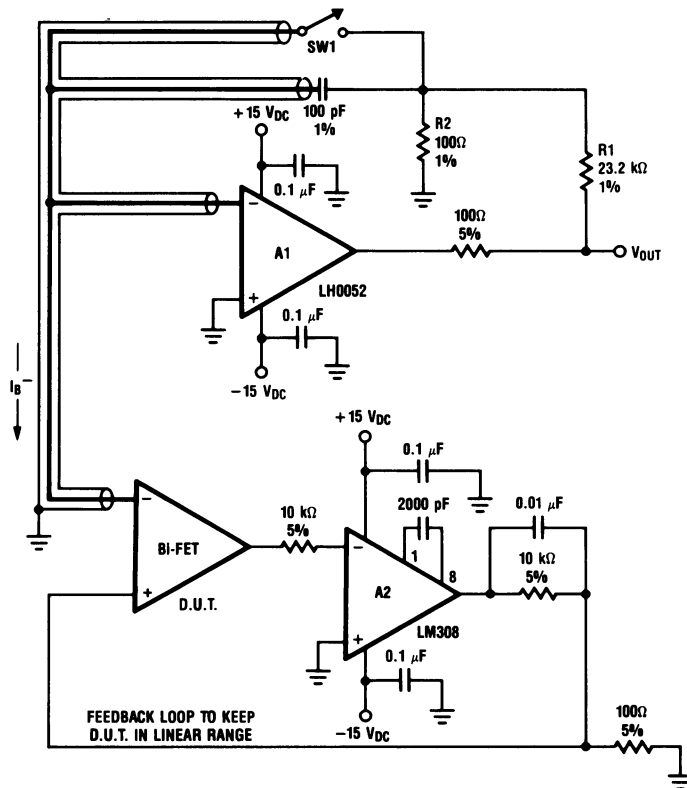 SW1
100 pF
1%
+15 VDC
0.1 µF
R2
100Ω
1%
R1
23.2 kΩ
1%
100Ω
5%
VOUT
−
A1
+
LH0052
0.1 µF
−15 VDC
IB−
+15 VDC
0.1 µF
2000 pF
0.01 µF
−
BI-FET
+
D.U.T.
10 kΩ
5%
−
1
8
A2
+
LM308
10 kΩ
5%
0.1 µF
−15 VDC
FEEDBACK LOOP TO KEEP
D.U.T. IN LINEAR RANGE
100Ω
5%